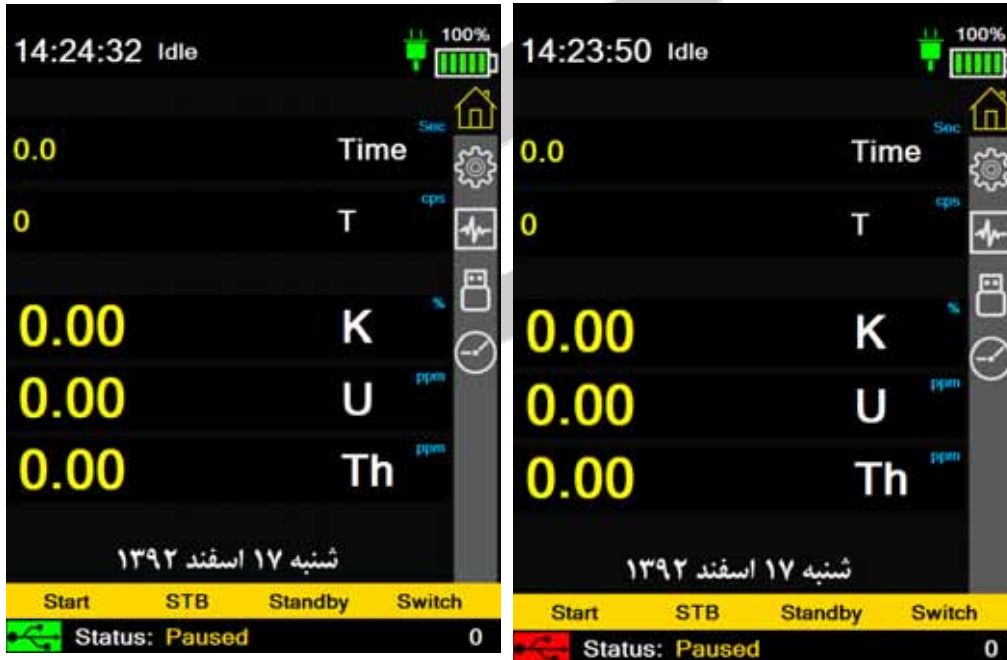 14:24:32 Idle 100%
Sec
0.0 Time
cps
0 T
%
0.00 K
ppm
0.00 U
ppm
0.00 Th
شنبه ۱۷ اسفند ۱۳۹۲
Start STB Standby Switch
Status: Paused 0
14:23:50 Idle 100%
Sec
0.0 Time
cps
0 T
%
0.00 K
ppm
0.00 U
ppm
0.00 Th
شنبه ۱۷ اسفند ۱۳۹۲
Start STB Standby Switch
Status: Paused 0